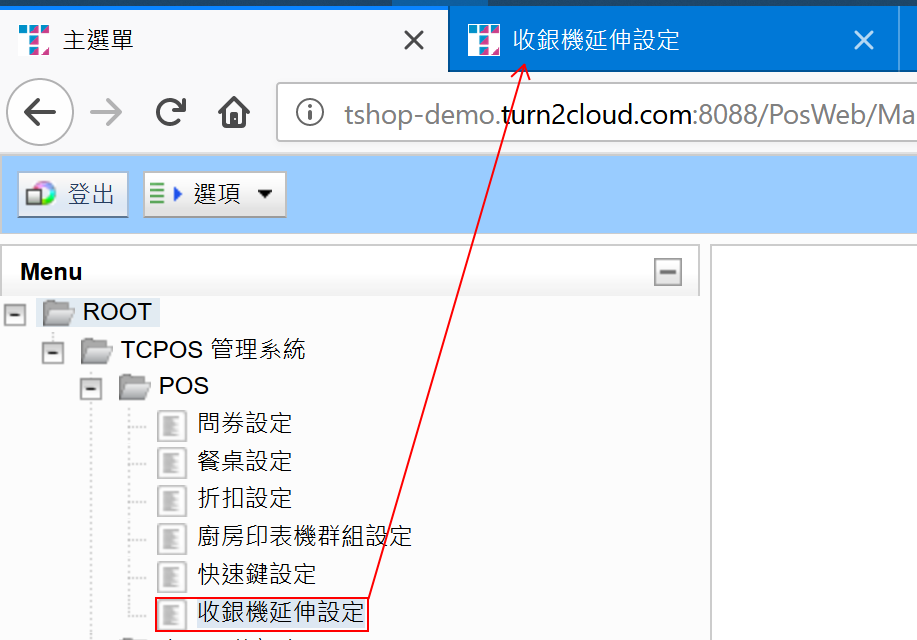 主選單
收銀機延伸設定
tshop-demo.turn2cloud.com:8088/PosWeb/Ma
登出
選項
Menu
ROOT
TCPOS 管理系統
POS
問券設定
餐桌設定
折扣設定
廚房印表機群組設定
快速鍵設定
收銀機延伸設定